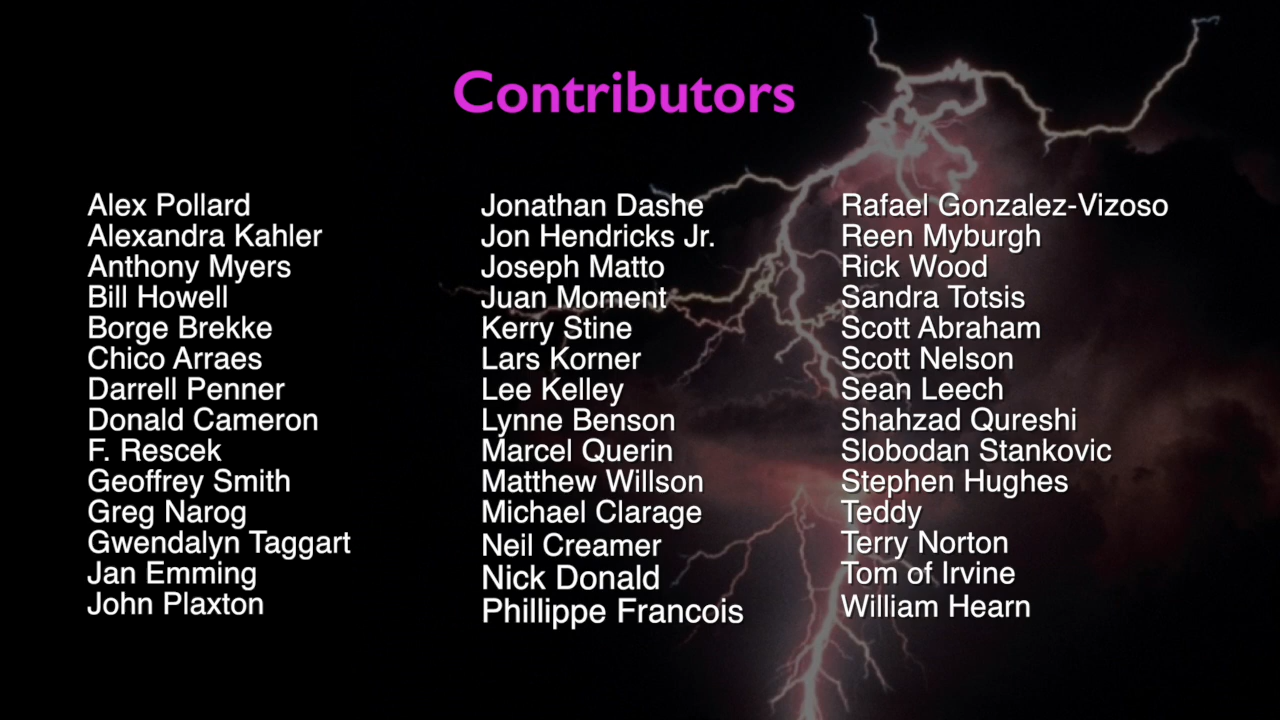 Contributors
Alex Pollard
Alexandra Kahler
Anthony Myers
Bill Howell
Borge Brekke
Chico Arraes
Darrell Penner
Donald Cameron
F. Rescek
Geoffrey Smith
Greg Narog
Gwendalyn Taggart
Jan Emming
John Plaxton
Jonathan Dashe
Jon Hendricks Jr.
Joseph Matto
Juan Moment
Kerry Stine
Lars Korner
Lee Kelley
Lynne Benson
Marcel Querin
Matthew Willson
Michael Clarage
Neil Creamer
Nick Donald
Phillippe Francois
Rafael Gonzalez-Vizoso
Reen Myburgh
Rick Wood
Sandra Totsis
Scott Abraham
Scott Nelson
Sean Leech
Shahzad Qureshi
Slobodan Stankovic
Stephen Hughes
Teddy
Terry Norton
Tom of Irvine
William Hearn